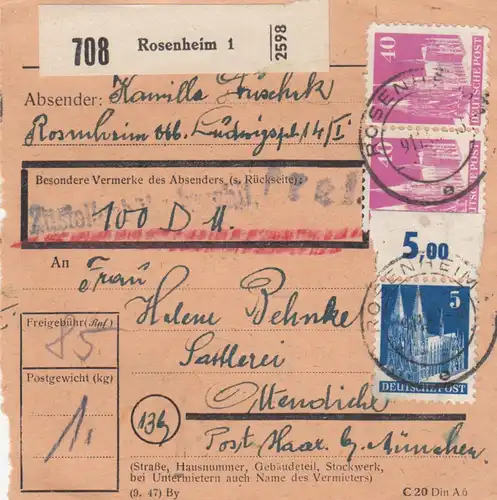 708 Rosenheim 1 2598
Absender: Kamilla
Rosenheim Obb. Ludwigspl. 14/I
Besondere Vermerke des Absenders (s. Rückseite):
100 DM.
An
Frau
Helene Behnke
Sattlerei
Ottendichl
13b
Post Haar b. München
Freigebühr (Rpf.)
85
Postgewicht (kg)
1.
(Straße, Hausnummer, Gebäudeteil, Stockwerk,
bei Untermietern auch Name des Vermieters)
(9. 47) By
C 20 Din A 6
40
DEUTSCHE POST
ROSENHEIM
5,00
ROSENHEIM
5
DEUTSCHE POST